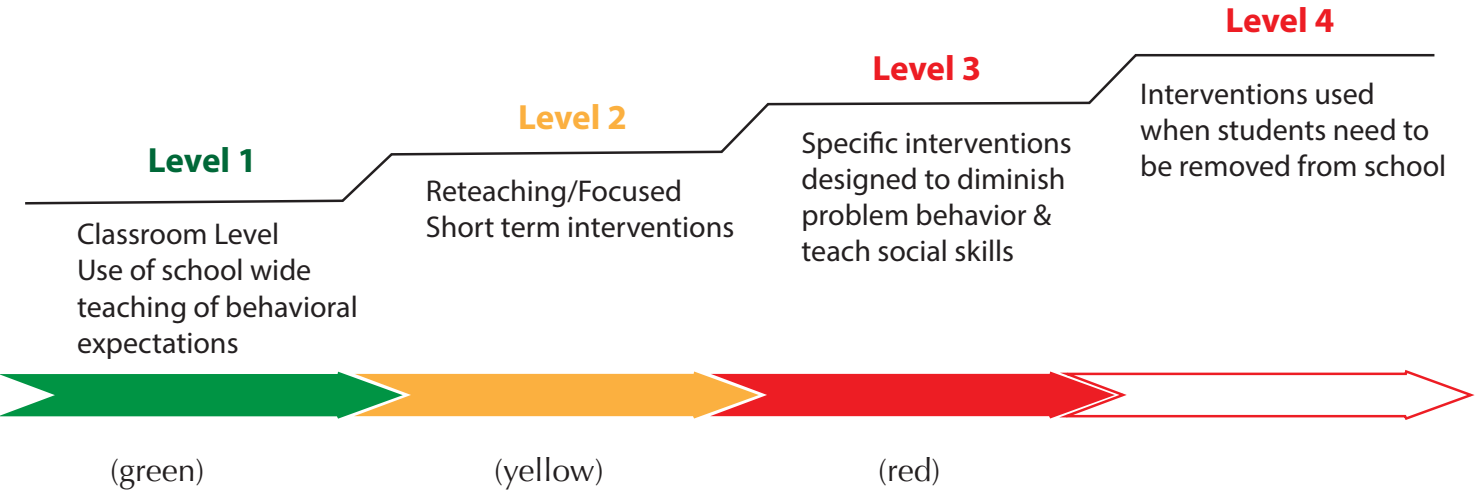 Level 1
Classroom Level
Use of school wide
teaching of behavioral
expectations
Level 2
Reteaching/Focused
Short term interventions
Level 3
Specific interventions
designed to diminish
problem behavior &
teach social skills
Level 4
Interventions used
when students need to
be removed from school
(green)
(yellow)
(red)